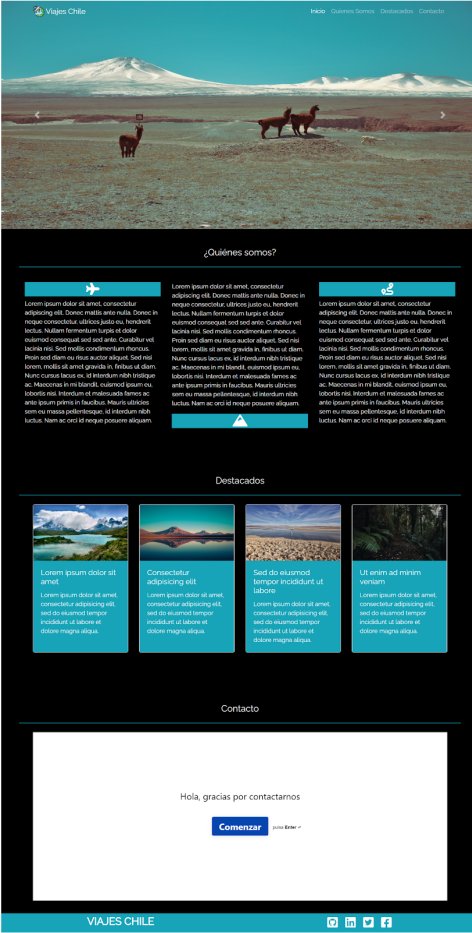 Viajes Chile
Inicio Quienes Somos Destacados Contacto
¿Quiénes somos?
Lorem ipsum dolor sit amet, consectetur
adipiscing elit. Donec mattis ante nulla. Donec in
neque consectetur, ultrices justo eu, hendrerit
lectus. Nullam fermentum turpis et dolor
euismod consequat sed sed ante. Curabitur vel
lacinia nisi. Sed mollis condimentum rhoncus.
Proin sed diam eu risus auctor aliquet. Sed nisi
lorem, mollis sit amet gravida in, finibus ut diam.
Nunc cursus lacus ex, id interdum nibh tristique
ac. Maecenas in mi blandit, euismod ipsum eu,
lobortis nisi. Interdum et malesuada fames ac
ante ipsum primis in faucibus. Mauris ultricies
sem eu massa pellentesque, id interdum nibh
luctus. Nam ac orci id neque posuere aliquam.
Lorem ipsum dolor sit amet, consectetur
adipiscing elit. Donec mattis ante nulla. Donec in
neque consectetur, ultrices justo eu, hendrerit
lectus. Nullam fermentum turpis et dolor
euismod consequat sed sed ante. Curabitur vel
lacinia nisi. Sed mollis condimentum rhoncus.
Proin sed diam eu risus auctor aliquet. Sed nisi
lorem, mollis sit amet gravida in, finibus ut diam.
Nunc cursus lacus ex, id interdum nibh tristique
ac. Maecenas in mi blandit, euismod ipsum eu,
lobortis nisi. Interdum et malesuada fames ac
ante ipsum primis in faucibus. Mauris ultricies
sem eu massa pellentesque, id interdum nibh
luctus. Nam ac orci id neque posuere aliquam.
Lorem ipsum dolor sit amet, consectetur
adipiscing elit. Donec mattis ante nulla. Donec in
neque consectetur, ultrices justo eu, hendrerit
lectus. Nullam fermentum turpis et dolor
euismod consequat sed sed ante. Curabitur vel
lacinia nisi. Sed mollis condimentum rhoncus.
Proin sed diam eu risus auctor aliquet. Sed nisi
lorem, mollis sit amet gravida in, finibus ut diam.
Nunc cursus lacus ex, id interdum nibh tristique
ac. Maecenas in mi blandit, euismod ipsum eu,
lobortis nisi. Interdum et malesuada fames ac
ante ipsum primis in faucibus. Mauris ultricies
sem eu massa pellentesque, id interdum nibh
luctus. Nam ac orci id neque posuere aliquam.
Destacados
Lorem ipsum dolor sit
amet
Lorem ipsum dolor sit amet,
consectetur adipisicing elit,
sed do eiusmod tempor
incididunt ut labore et
dolore magna aliqua.
Consectetur
adipisicing elit
Lorem ipsum dolor sit amet,
consectetur adipisicing elit,
sed do eiusmod tempor
incididunt ut labore et
dolore magna aliqua.
Sed do eiusmod
tempor incididunt ut
labore
Lorem ipsum dolor sit amet,
consectetur adipisicing elit,
sed do eiusmod tempor
incididunt ut labore et
dolore magna aliqua.
Ut enim ad minim
veniam
Lorem ipsum dolor sit amet,
consectetur adipisicing elit,
sed do eiusmod tempor
incididunt ut labore et
dolore magna aliqua.
Contacto
Hola, gracias por contactarnos
Comenzar pulsa Enter ↵
VIAJES CHILE